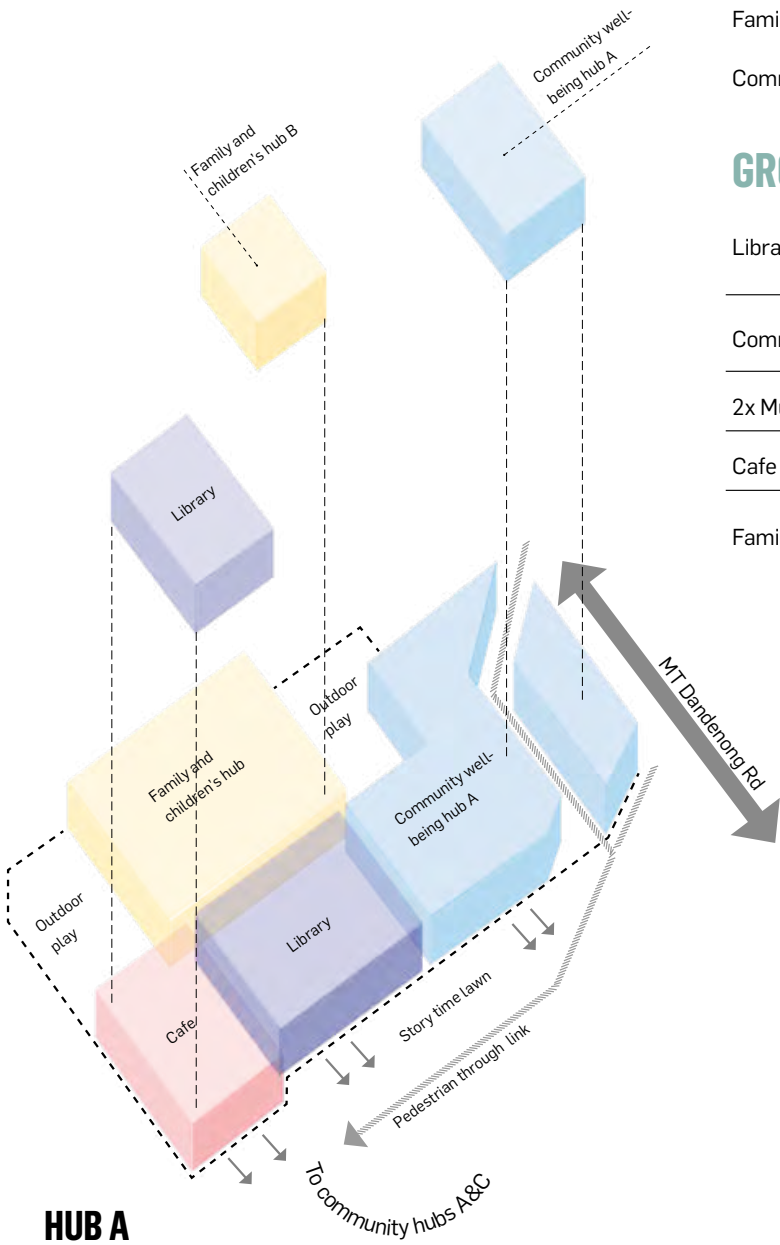 Community well-
being hub A
Family and
children's hub B
Library
Outdoor
play
Family and
children's hub
Community well-
being hub A
MT Dandenong Rd
Outdoor
play
Library
Cafe
Story time lawn
Pedestrian through link
To community hubs A&C
HUB A
Fami
Comm
GRO
Libra
Comm
2x Mu
Cafe
Fami